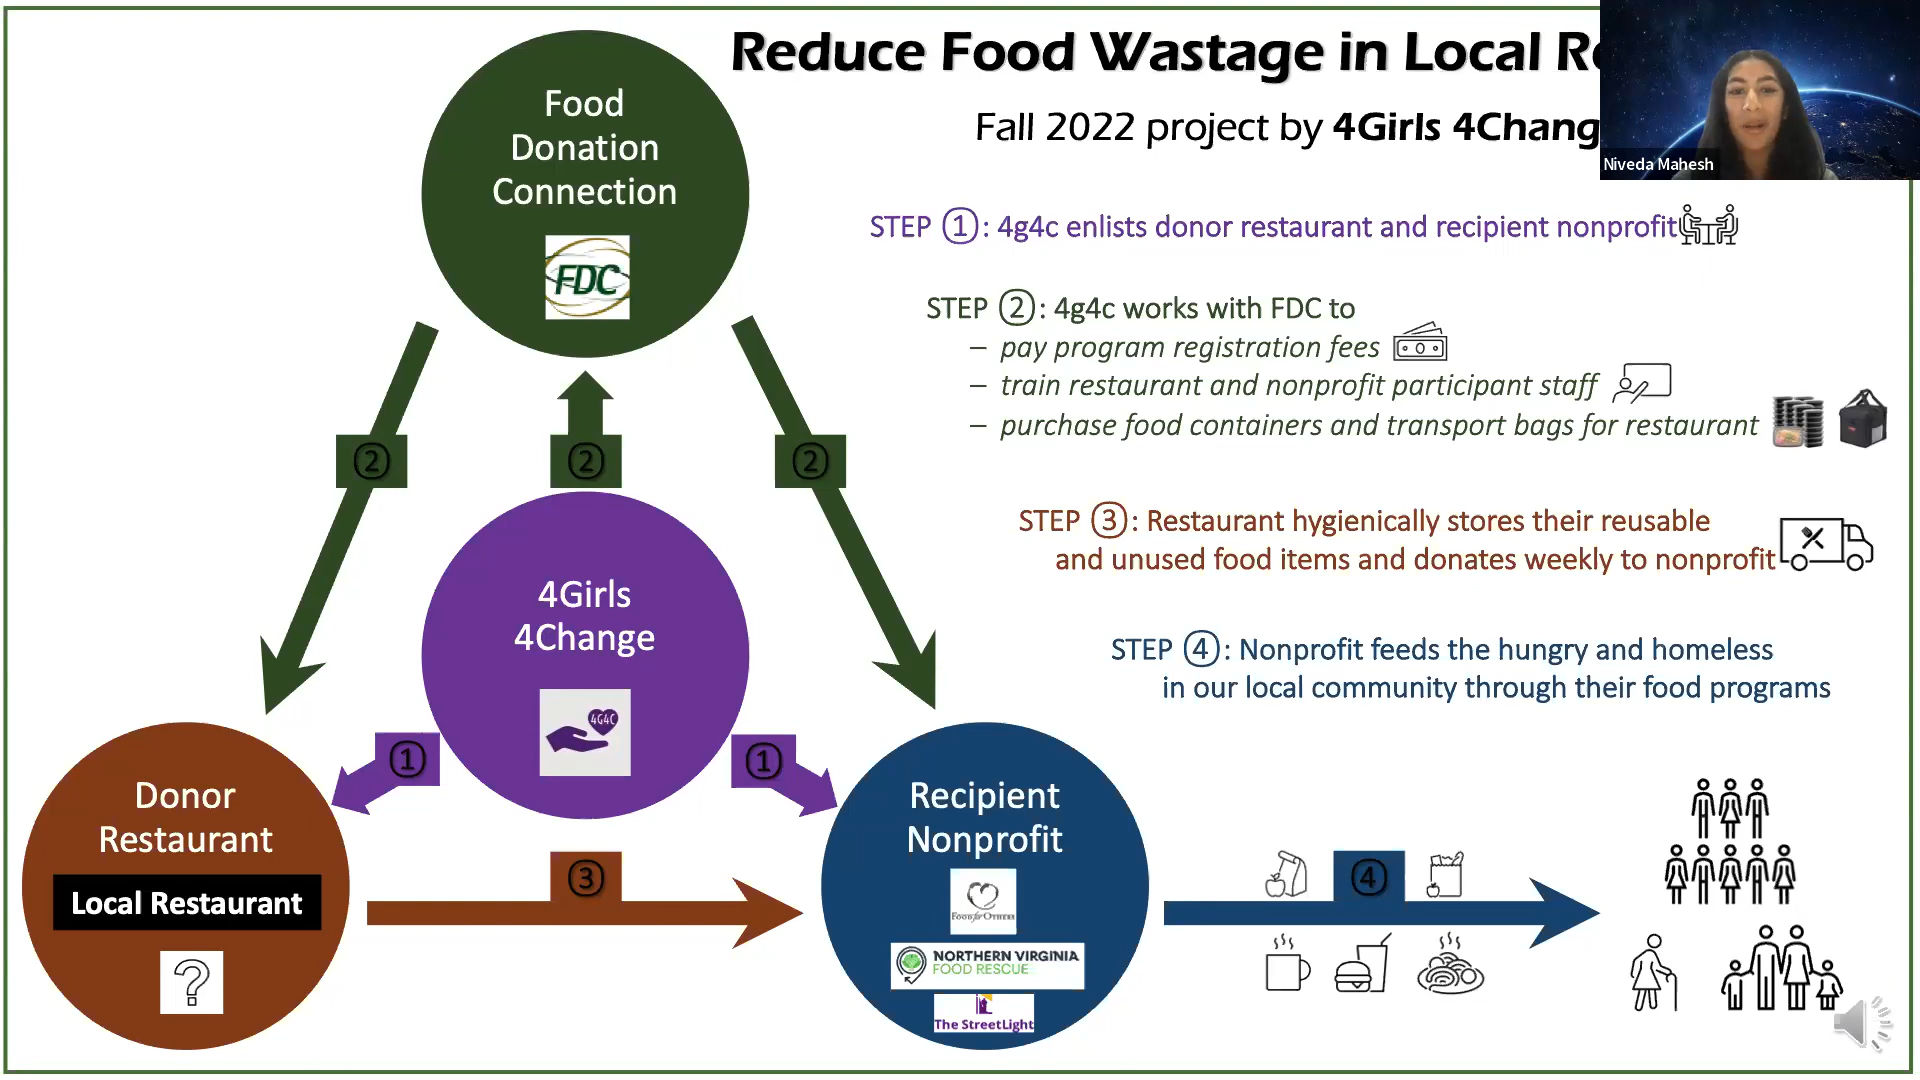 Reduce Food Wastage in Local
Fall 2022 project by 4Girls 4Chang
Niveda Mahesh
STEP ①: 4g4c enlists donor restaurant and recipient nonprofit
STEP ②: 4g4c works with FDC to
– pay program registration fees
– train restaurant and nonprofit participant staff
– purchase food containers and transport bags for restaurant
STEP ③: Restaurant hygienically stores their reusable
and unused food items and donates weekly to nonprofit
STEP ④: Nonprofit feeds the hungry and homeless
in our local community through their food programs
Food
Donation
Connection
FDC
②
②
②
4Girls
4Change
4G4C
①
①
Donor
Restaurant
Local Restaurant
?
③
Recipient
Nonprofit
Food for Others
NORTHERN VIRGINIA
FOOD RESCUE
The StreetLight
④